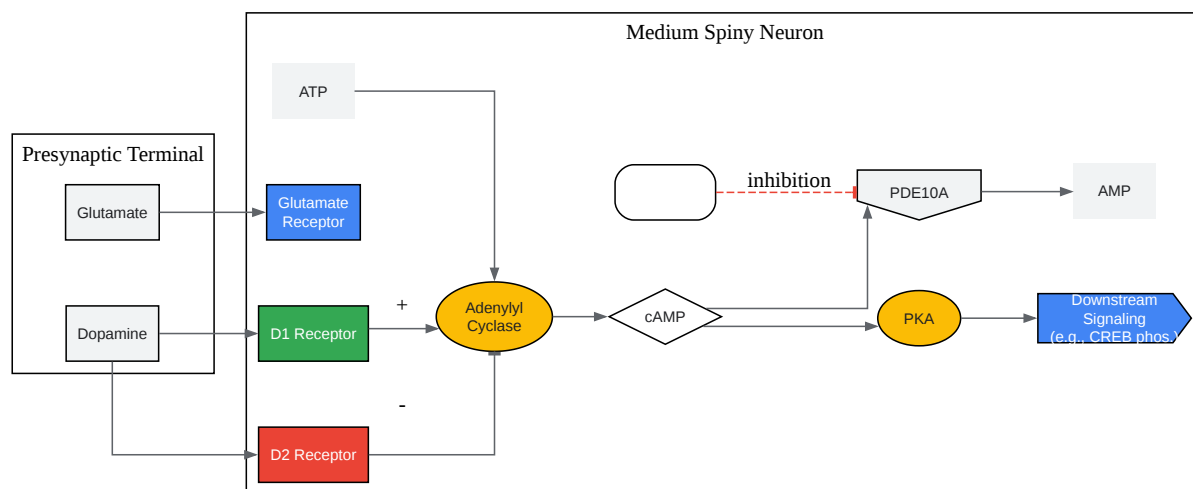 Medium Spiny Neuron
ATP
Presynaptic Terminal
Glutamate
Glutamate
Receptor
inhibition
PDE10A
AMP
Dopamine
D1 Receptor
+
Adenylyl
Cyclase
cAMP
PKA
Downstream
Signaling
(e.g., CREB phos.)
-
D2 Receptor